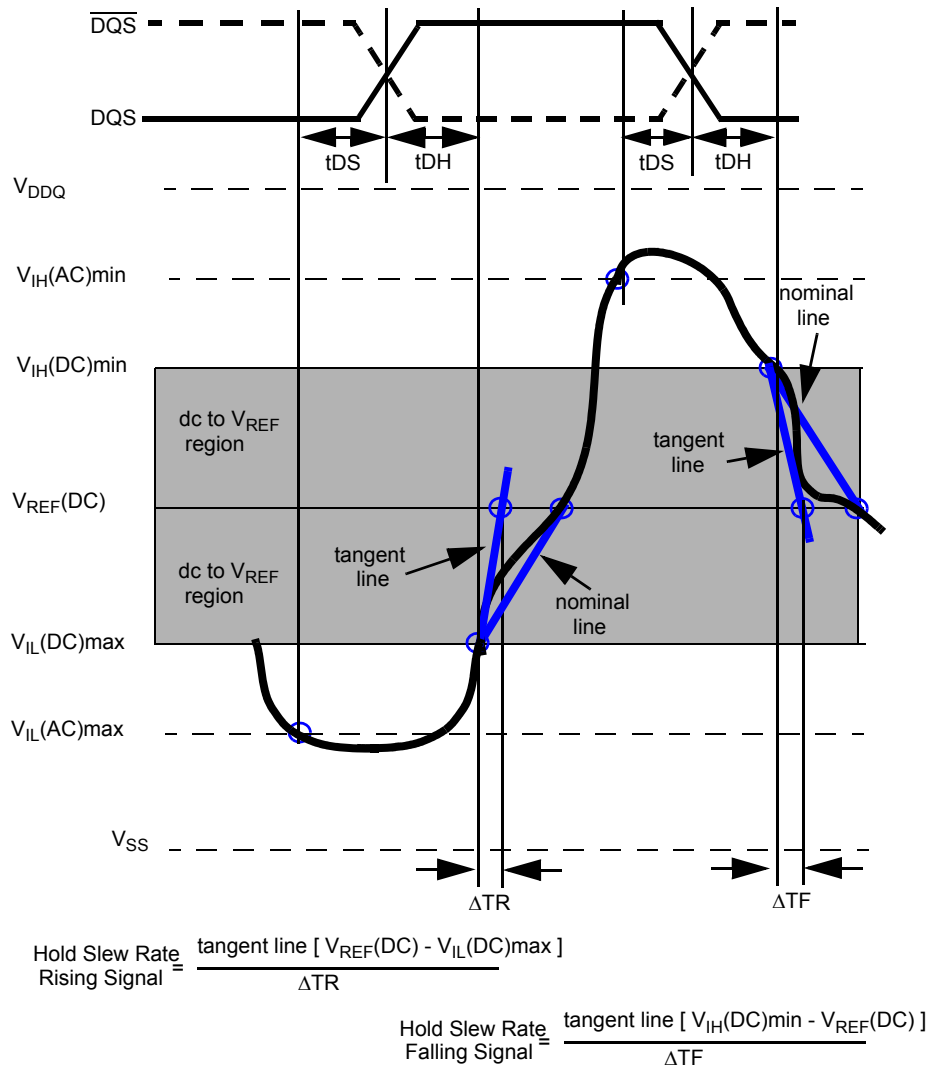 DQS
DQS
tDS tDH tDS tDH
VDDQ
VIH(AC)min
nominal
line
VIH(DC)min
dc to VREF
region
tangent
line
VREF(DC)
tangent
line
dc to VREF
region
nominal
line
VIL(DC)max
VIL(AC)max
VSS
ΔTR ΔTF
Hold Slew Rate
Rising Signal
=
tangent line [ VREF(DC) - VIL(DC)max ]
ΔTR
Hold Slew Rate
Falling Signal
=
tangent line [ VIH(DC)min - VREF(DC) ]
ΔTF